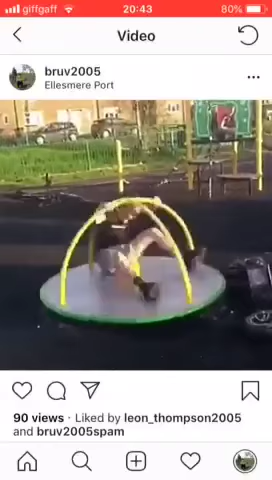 giffgaff 20:43 80%
Video
bruv2005
Ellesmere Port
90 views · Liked by leon_thompson2005
and bruv2005spam